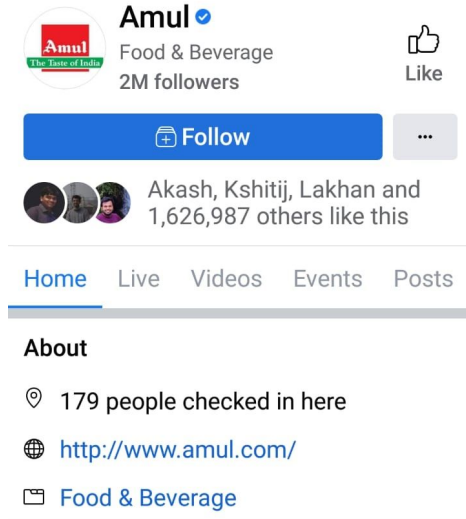 Amul
Amul
The Taste of India
Food & Beverage
2M followers
Like
Follow
...
Akash, Kshitij, Lakhan and
1,626,987 others like this
Home Live Videos Events Posts
About
179 people checked in here
http://www.amul.com/
Food & Beverage